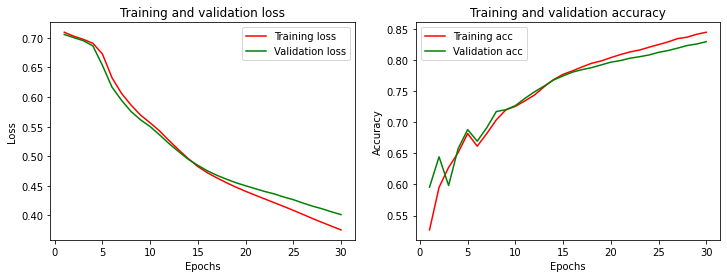 Training and validation loss
Training loss
Validation loss
0.70
0.65
0.60
0.55
0.50
0.45
0.40
Loss
0
5
10
15
20
25
30
Epochs
Training and validation accuracy
Training acc
Validation acc
0.85
0.80
0.75
0.70
0.65
0.60
0.55
Accuracy
0
5
10
15
20
25
30
Epochs